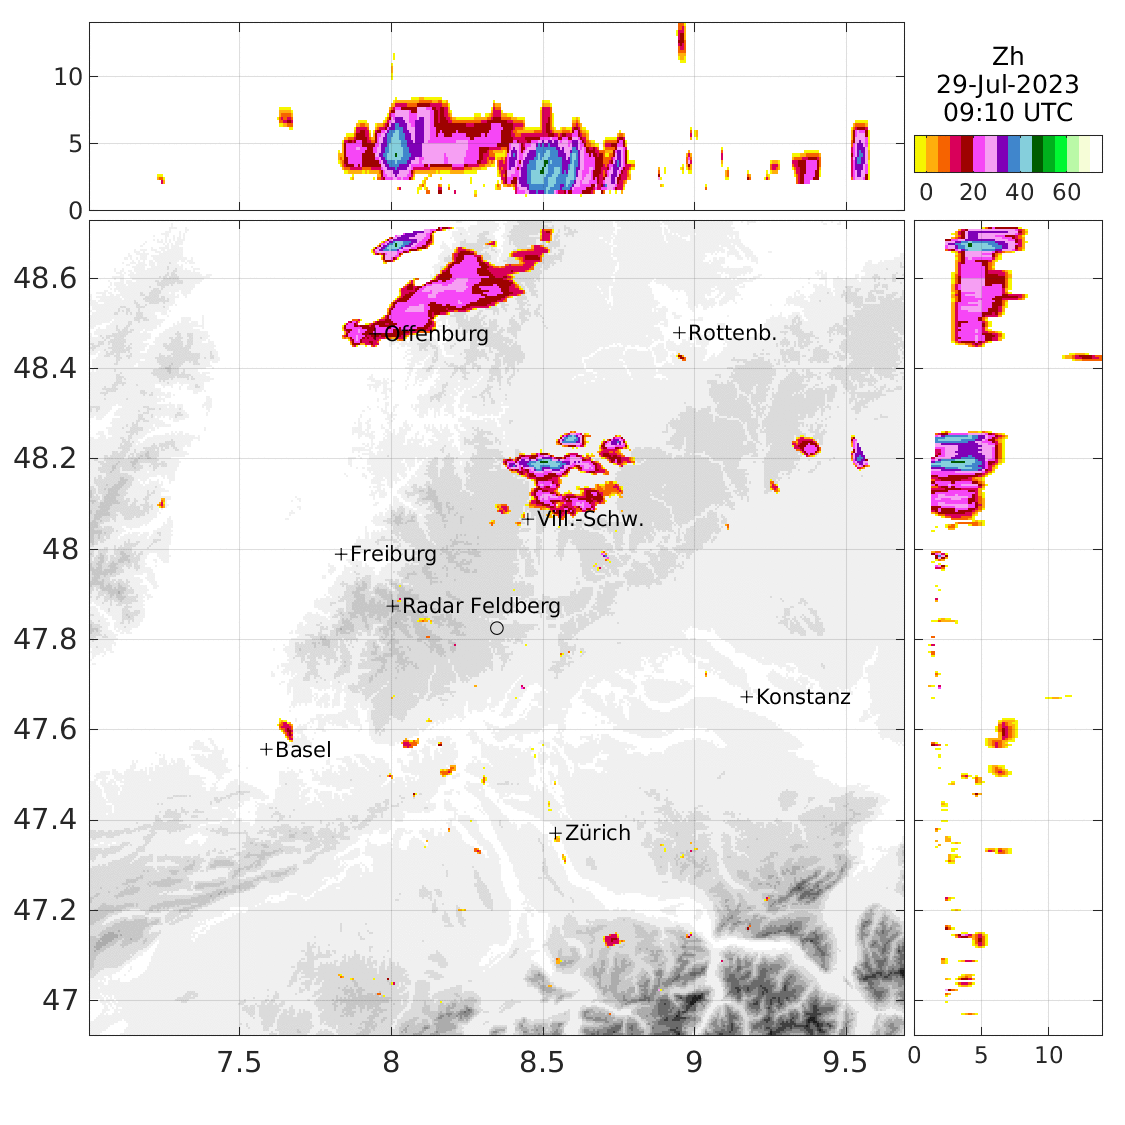 Zh
29-Jul-2023
09:10 UTC
0 20 40 60
10
5
0
48.6
48.4
48.2
48
47.8
47.6
47.4
47.2
47
+Offenburg
+Rottenb.
+Vill.-Schw.
+Freiburg
+Radar Feldberg
+Konstanz
+Basel
+Zürich
7.5 8 8.5 9 9.5
0 5 10